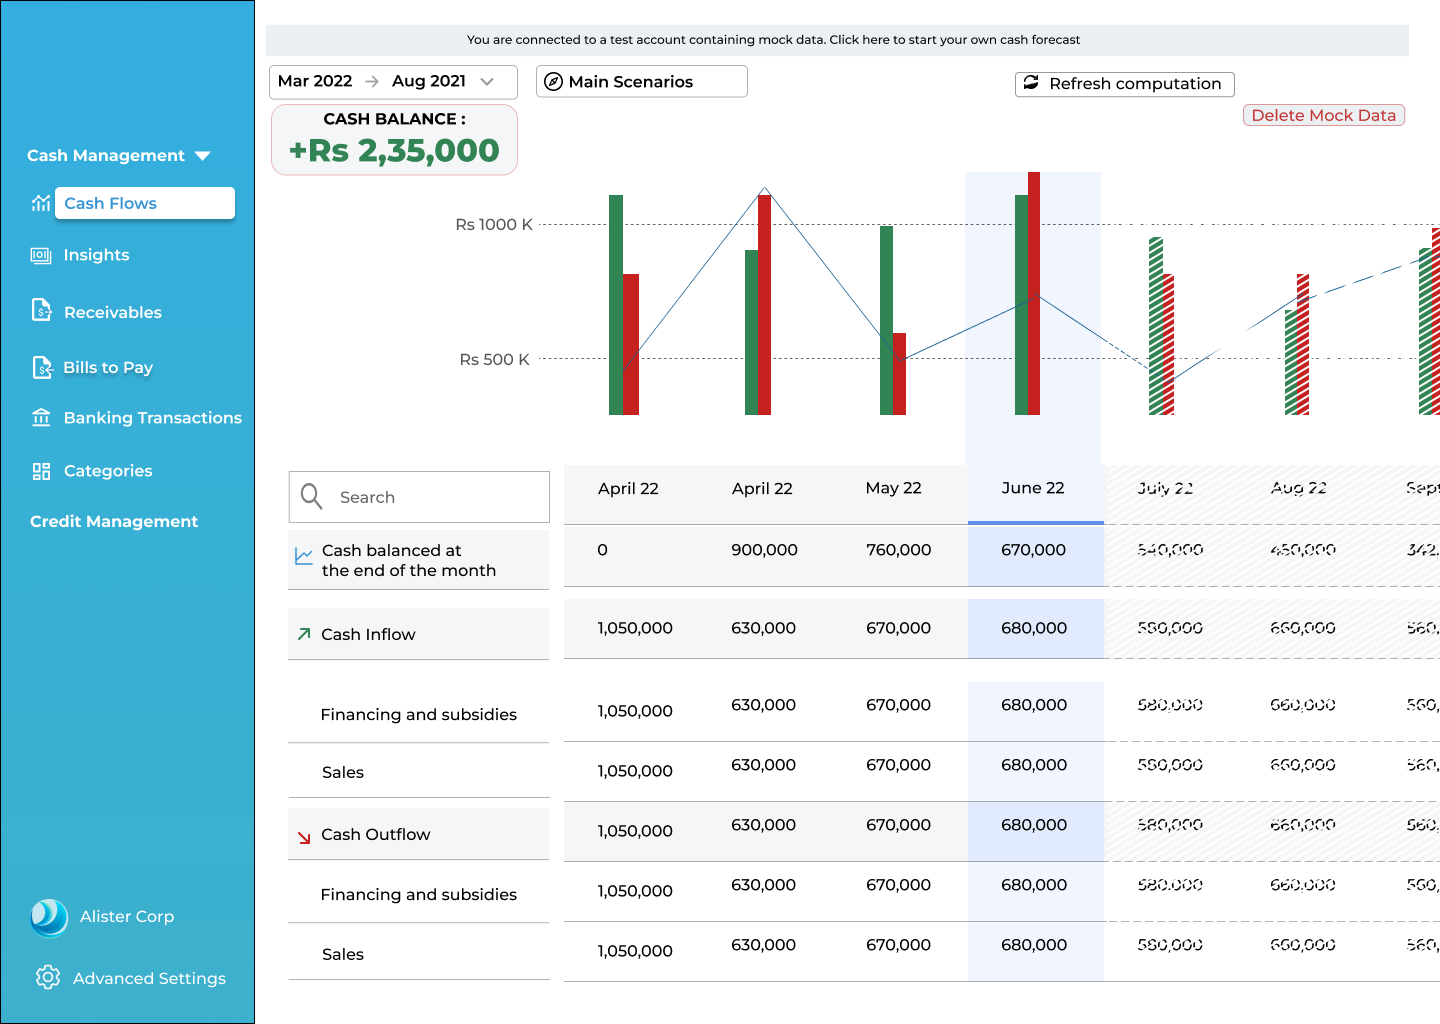 You are connected to a test account containing mock data. Click here to start your own cash forecast
Mar 2022 → Aug 2021
Main Scenarios
Refresh computation
Delete Mock Data
CASH BALANCE :
+Rs 2,35,000
Cash Management
Cash Flows
Insights
Receivables
Bills to Pay
Banking Transactions
Categories
Credit Management
Alister Corp
Advanced Settings
Rs 1000 K
Rs 500 K
Search
April 22 April 22 May 22 June 22 July 22 Aug 22 Sept
Cash balanced at
the end of the month
0 900,000 760,000 670,000 540,000 450,000 342.
Cash Inflow
1,050,000 630,000 670,000 680,000 580,000 660,000 560,
Financing and subsidies
1,050,000 630,000 670,000 680,000 580,000 660,000 560,
Sales
1,050,000 630,000 670,000 680,000 580,000 660,000 560,
Cash Outflow
1,050,000 630,000 670,000 680,000 580,000 660,000 560,
Financing and subsidies
1,050,000 630,000 670,000 680,000 580,000 660,000 560,
Sales
1,050,000 630,000 670,000 680,000 580,000 660,000 560,